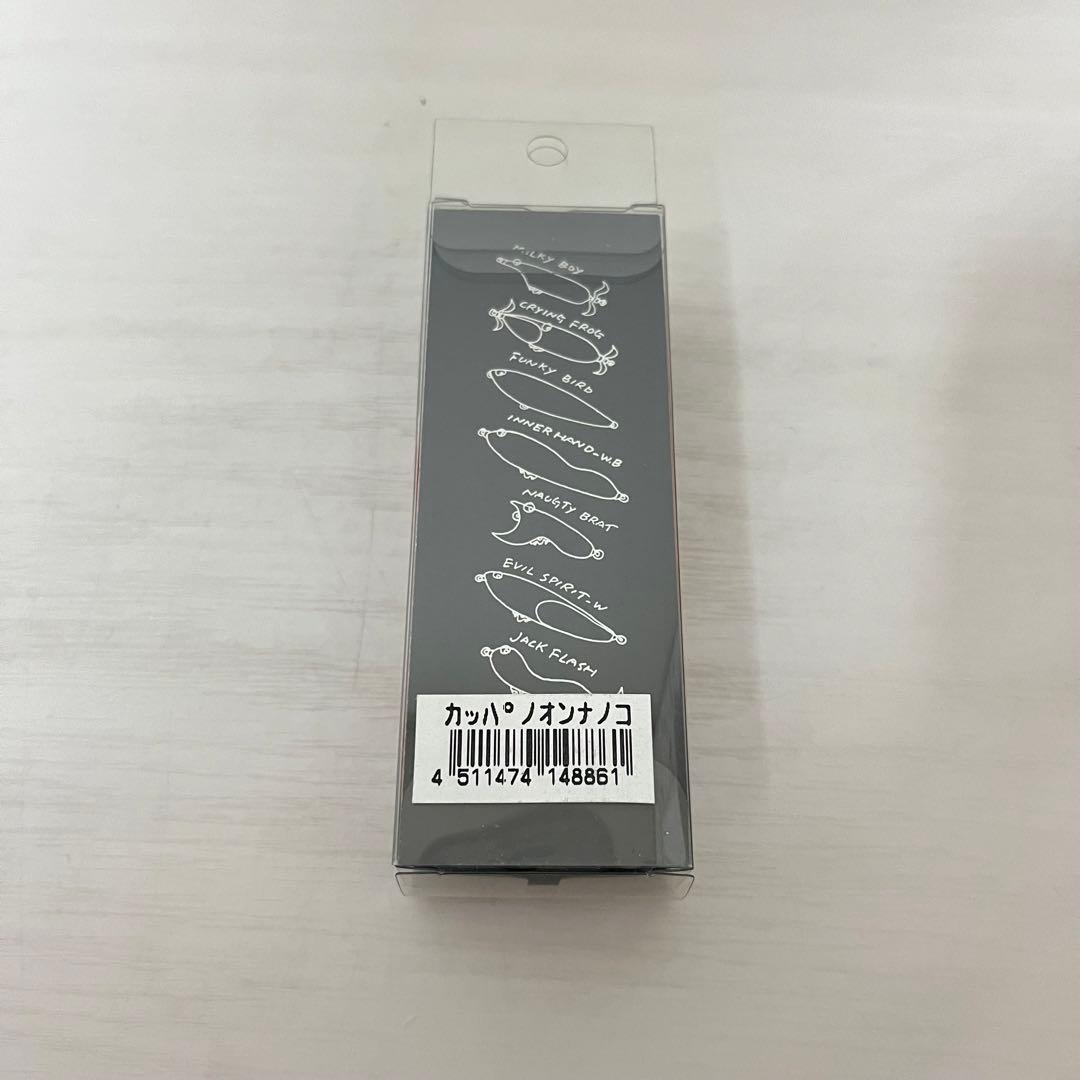 MILKY BOY
CRYING FROG
FUNKY BIRD
INNER HAND-W.B
NAUGTY BRAT
EVIL SPIRIT-W
JACK FLASH
カッパノオンナノコ
4 511474 148861